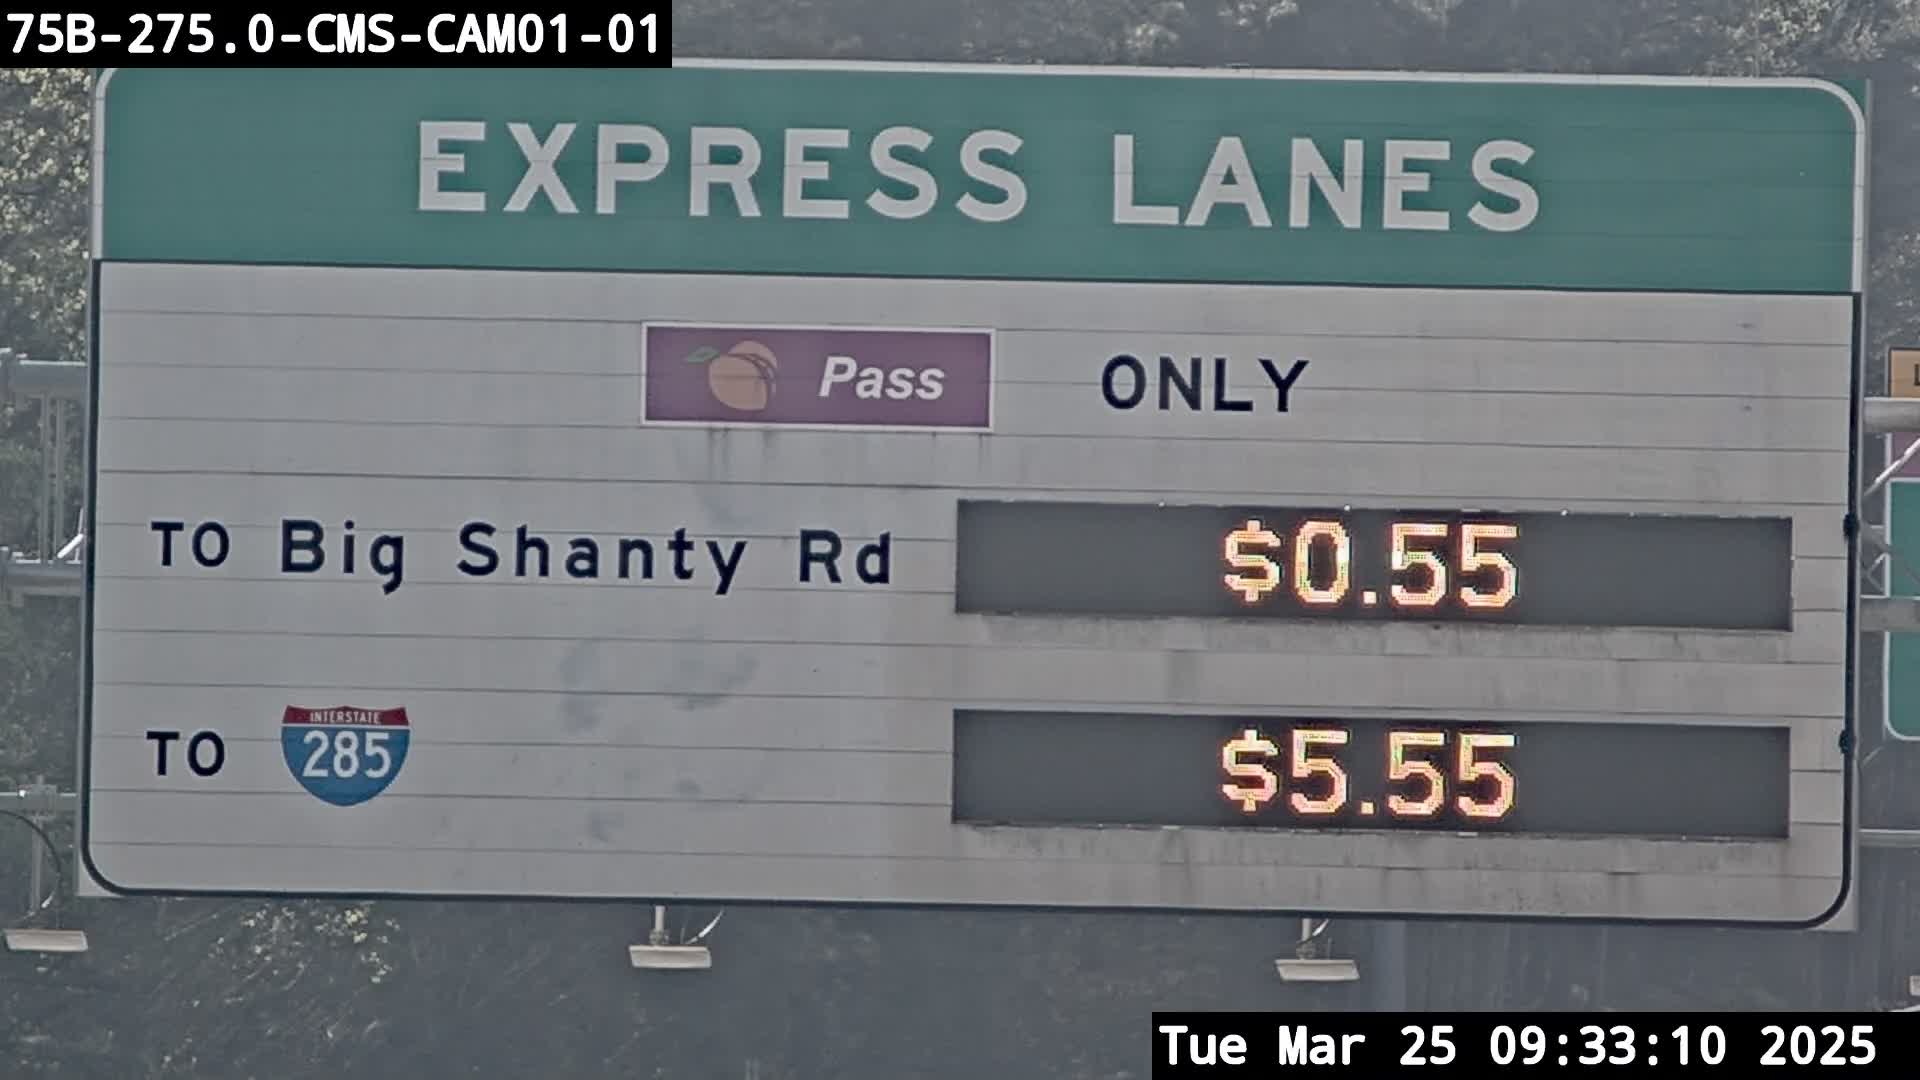 75B-275.0-CMS-CAM01-01
EXPRESS LANES
Pass ONLY
TO Big Shanty Rd $0.55
TO INTERSTATE 285 $5.55
Tue Mar 25 09:33:10 2025